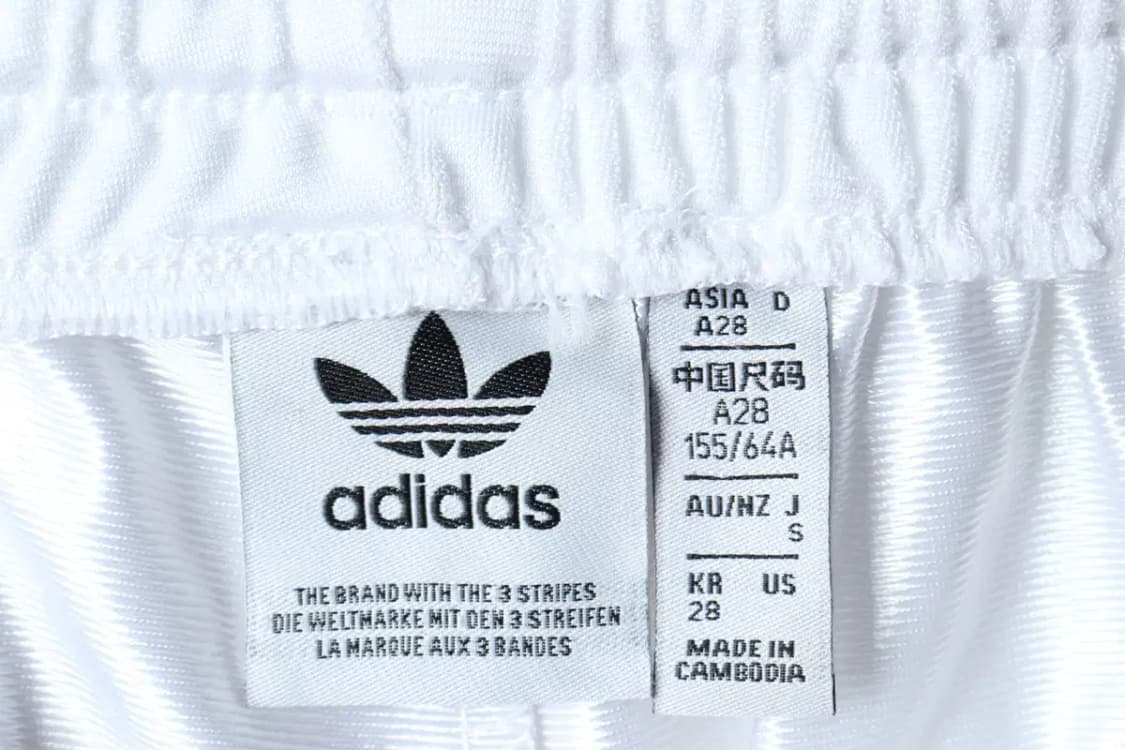 adidas
THE BRAND WITH THE 3 STRIPES
DIE WELTMARKE MIT DEN 3 STREIFEN
LA MARQUE AUX 3 BANDES
ASIA D
A28
中国尺码
A28
155/64A
AU/NZ J
S
KR US
28
MADE IN
CAMBODIA